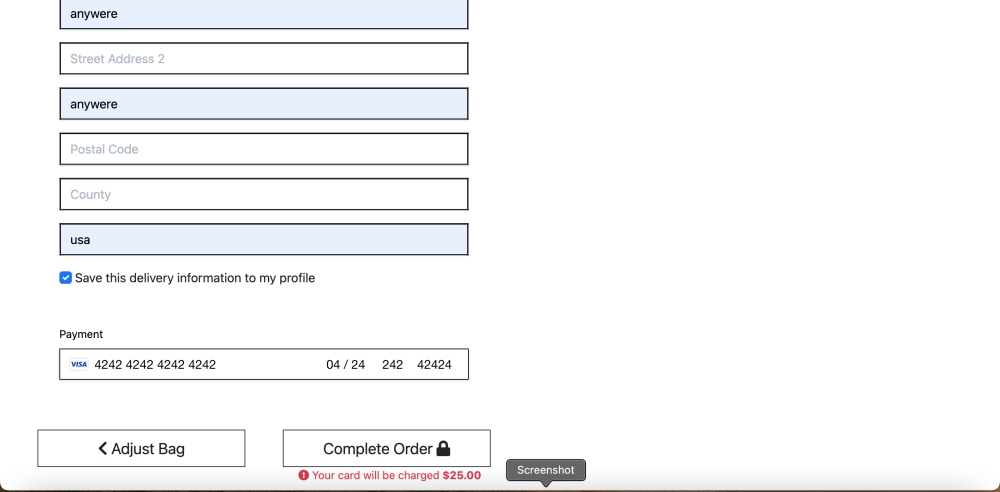 anywere
Street Address 2
anywere
Postal Code
County
usa
Save this delivery information to my profile
Payment
VISA 4242 4242 4242 4242 04 / 24 242 42424
Adjust Bag Complete Order
Your card will be charged $25.00
Screenshot